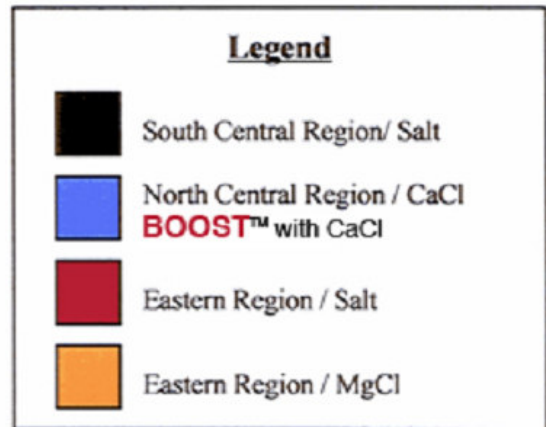 Legend
South Central Region/ Salt
North Central Region / CaCl
BOOST™ with CaCl
Eastern Region / Salt
Eastern Region / MgCl